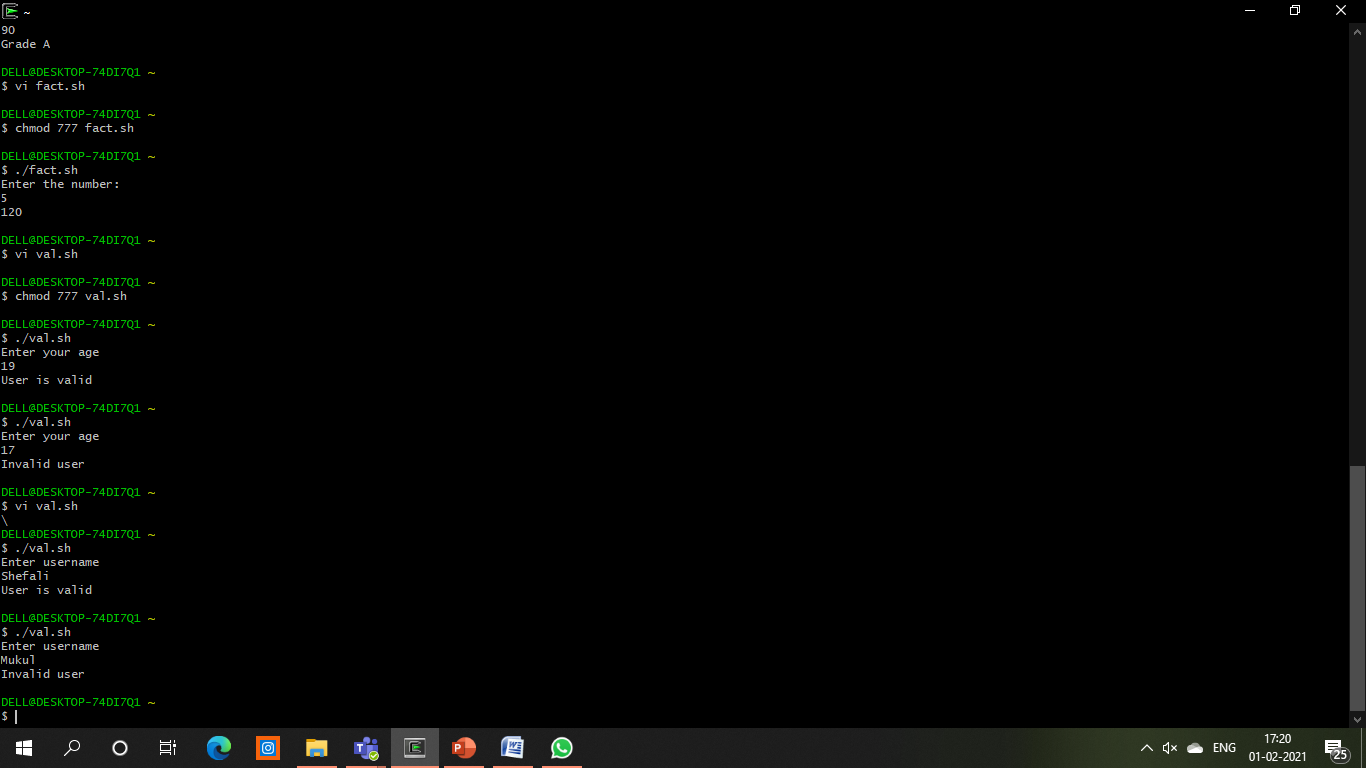 ~
90
Grade A
DELL@DESKTOP-74DI7Q1 ~
$ vi fact.sh
DELL@DESKTOP-74DI7Q1 ~
$ chmod 777 fact.sh
DELL@DESKTOP-74DI7Q1 ~
$ ./fact.sh
Enter the number:
5
120
DELL@DESKTOP-74DI7Q1 ~
$ vi val.sh
DELL@DESKTOP-74DI7Q1 ~
$ chmod 777 val.sh
DELL@DESKTOP-74DI7Q1 ~
$ ./val.sh
Enter your age
19
User is valid
DELL@DESKTOP-74DI7Q1 ~
$ ./val.sh
Enter your age
17
Invalid user
DELL@DESKTOP-74DI7Q1 ~
$ vi val.sh
\
DELL@DESKTOP-74DI7Q1 ~
$ ./val.sh
Enter username
Shefali
User is valid
DELL@DESKTOP-74DI7Q1 ~
$ ./val.sh
Enter username
Mukul
Invalid user
DELL@DESKTOP-74DI7Q1 ~
$
ENG
17:20
01-02-2021
25